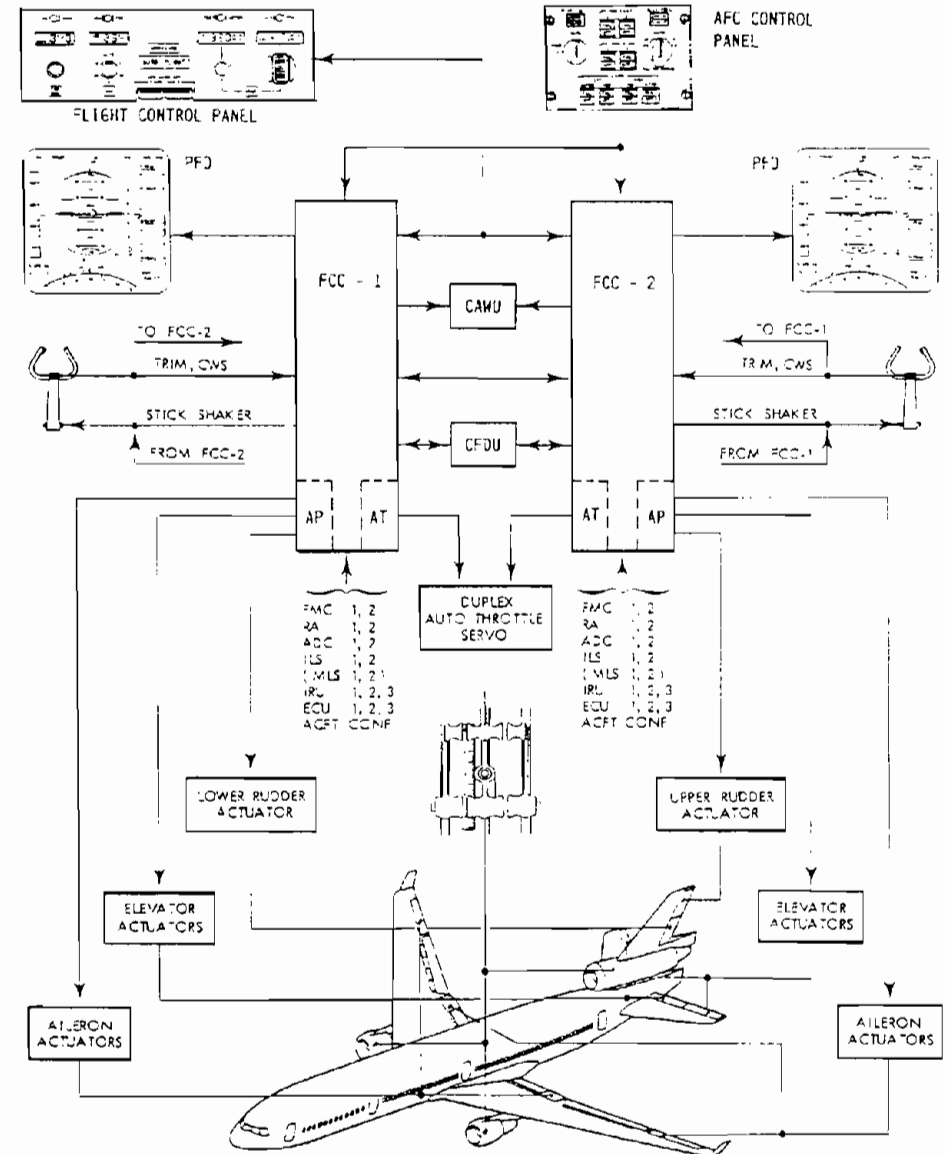 AFC CONTROL
PANEL
FLIGHT CONTROL PANEL
PFD
PFD
FCC - 1
FCC - 2
CAWU
TO FCC-2
TO FCC-1
TRIM, CWS
TRIM, CWS
STICK SHAKER
STICK SHAKER
CFDU
FROM FCC-2
FROM FCC-1
AP
AT
AT
AP
DUPLEX
AUTO THROTTLE
SERVO
FMC 1, 2
RA 1, 2
ADC 1, 2
ILS 1, 2
( MLS 1, 2 )
IRU 1, 2, 3
ECU 1, 2, 3
ACFT CONF
FMC 1, 2
RA 1, 2
ADC 1, 2
ILS 1, 2
( MLS 1, 2 )
IRU 1, 2, 3
ECU 1, 2, 3
ACFT CONF
LOWER RUDDER
ACTUATOR
UPPER RUDDER
ACTUATOR
ELEVATOR
ACTUATORS
ELEVATOR
ACTUATORS
AILERON
ACTUATORS
AILERON
ACTUATORS